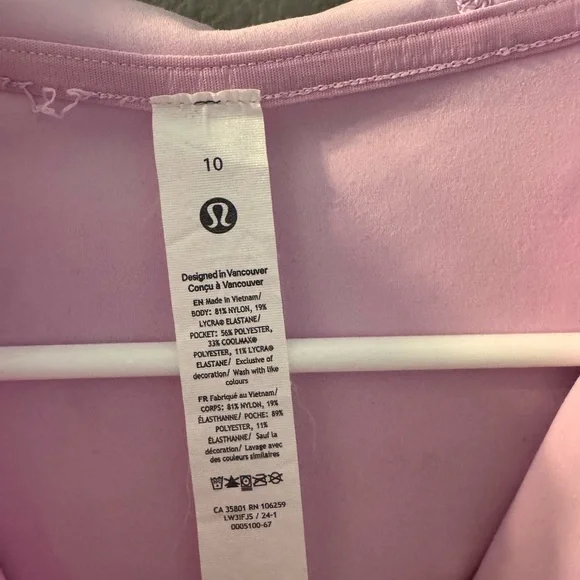 10
Designed in Vancouver
Conçu à Vancouver
EN Made in Vietnam/
BODY: 81% NYLON, 19%
LYCRA® ELASTANE/
POCKET: 56% POLYESTER,
33% COOLMAX®
POLYESTER, 11% LYCRA®
ELASTANE/ Exclusive of
decoration/ Wash with like
colours
FR Fabriqué au Vietnam/
CORPS: 81% NYLON, 19%
ÉLASTHANNE/ POCHE: 89%
POLYESTER, 11%
ÉLASTHANNE/ Sauf la
décoration/ Lavage avec
des couleurs similaires
CA 35801 RN 106259
LW3IFJS / 24-1
0005100-67